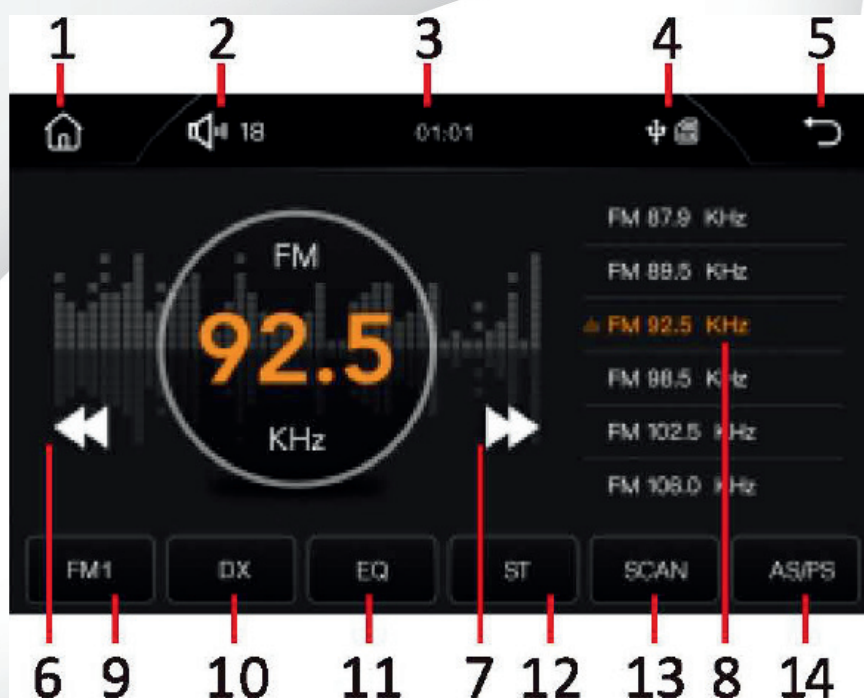 1 2 3 4 5
18 01:01
FM
92.5
KHz
FM 87.9 KHz
FM 89.5 KHz
FM 92.5 KHz
FM 98.5 KHz
FM 102.5 KHz
FM 106.0 KHz
FM1 DX EQ ST SCAN AS/PS
6 9 10 11 7 12 13 8 14